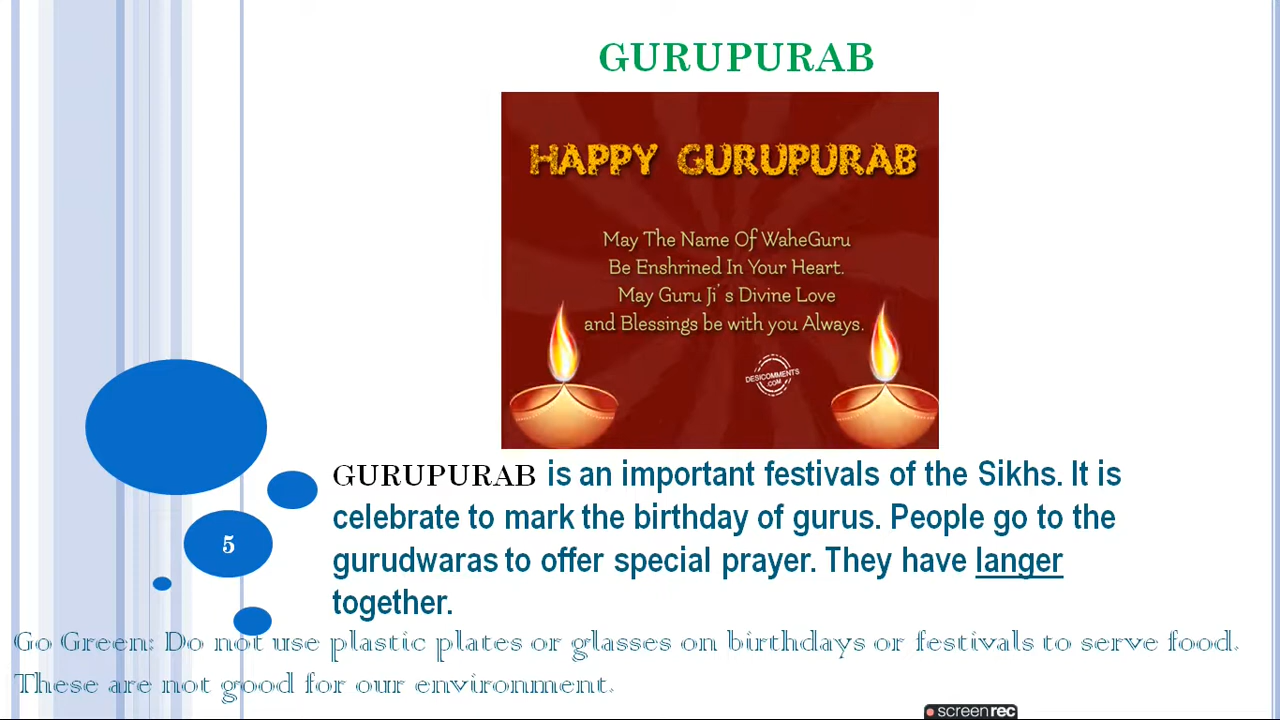 GURUPURAB
HAPPY GURUPURAB
May The Name Of WaheGuru
Be Enshrined In Your Heart.
May Guru Ji's Divine Love
and Blessings be with you Always.
DESICOMMENTS
.COM
GURUPURAB is an important festivals of the Sikhs. It is
celebrate to mark the birthday of gurus. People go to the
gurudwaras to offer special prayer. They have langer
together.
5
Go Green: Do not use plastic plates or glasses on birthdays or festivals to serve food.
These are not good for our environment.
screenrec